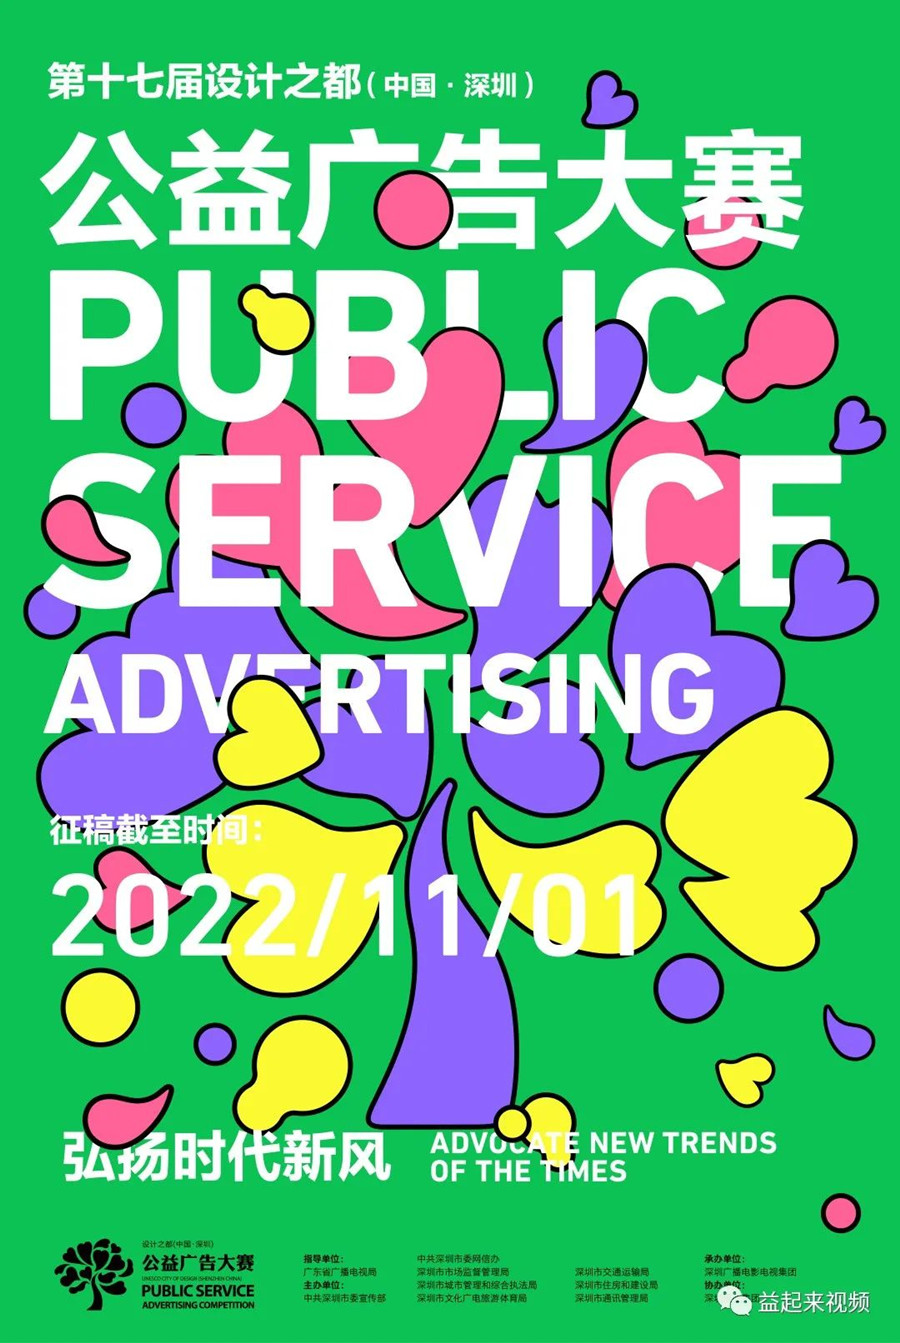 第十七届设计之都(中国·深圳)
公益广告大赛
PUBLIC
SERVICE
ADVERTISING
征稿截至时间:
2022/11/01
弘扬时代新风
ADVOCATE NEW TRENDS
OF THE TIMES
设计之都(中国·深圳)
公益广告大赛
UNESCO CITY OF DESIGN (SHENZHEN CHINA)
PUBLIC SERVICE
ADVERTISING COMPETITION
指导单位:
广东省广播电视局
主办单位:
中共深圳市委宣传部
中共深圳市委网信办
深圳市市场监督管理局
深圳市城市管理和综合执法局
深圳市文化广电旅游体育局
深圳市交通运输局
深圳市住房和建设局
深圳市通讯管理局
承办单位:
深圳广播电影电视集团
协办单位:
益起来视频